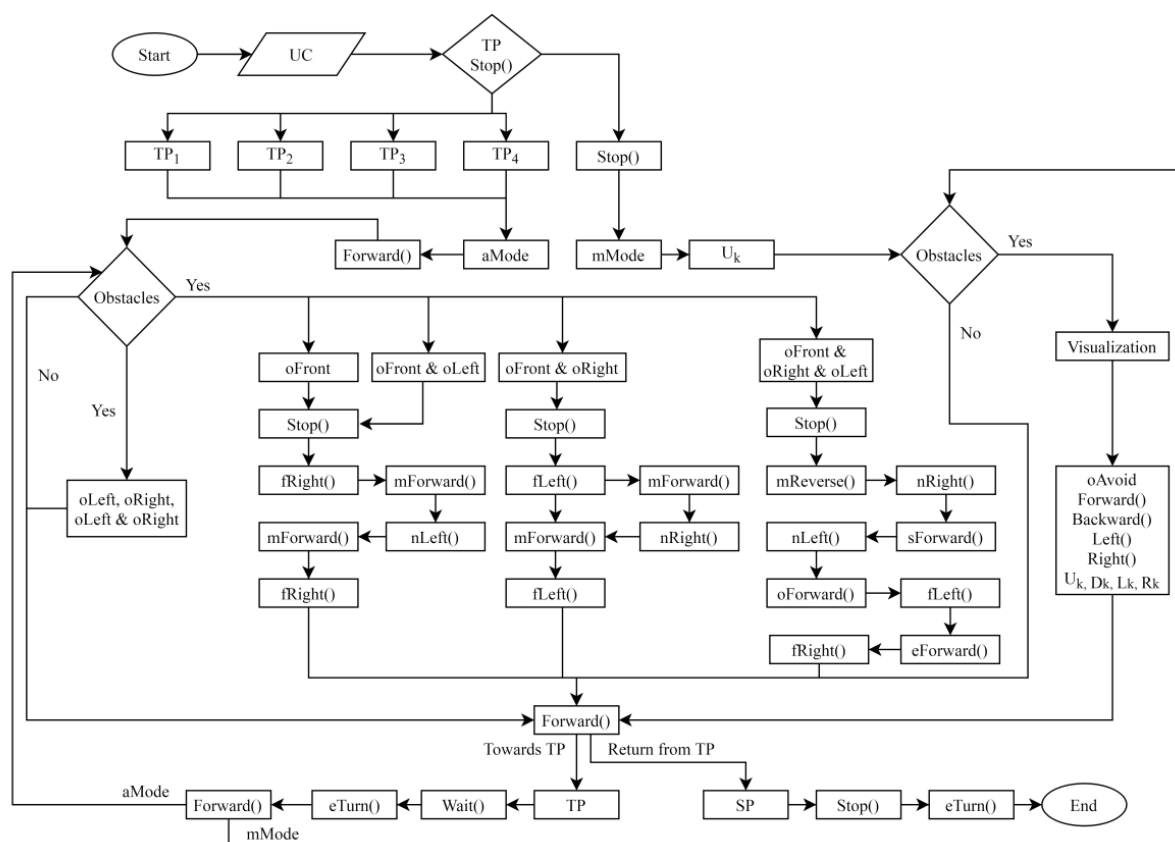 Start
UC
TP
Stop()
TP1
TP2
TP3
TP4
Stop()
Forward()
aMode
mMode
Uk
Obstacles
Yes
No
Obstacles
Yes
No
Yes
oFront
oFront & oLeft
oFront & oRight
oFront &
oRight & oLeft
Visualization
Stop()
Stop()
Stop()
oLeft, oRight,
oLeft & oRight
fRight()
mForward()
fLeft()
mForward()
mReverse()
nRight()
mForward()
nLeft()
mForward()
nRight()
nLeft()
sForward()
fRight()
fLeft()
oForward()
fLeft()
fRight()
eForward()
oAvoid
Forward()
Backward()
Left()
Right()
Uk, Dk, Lk, Rk
Forward()
Towards TP
Return from TP
aMode
Forward()
eTurn()
Wait()
TP
SP
Stop()
eTurn()
End
mMode